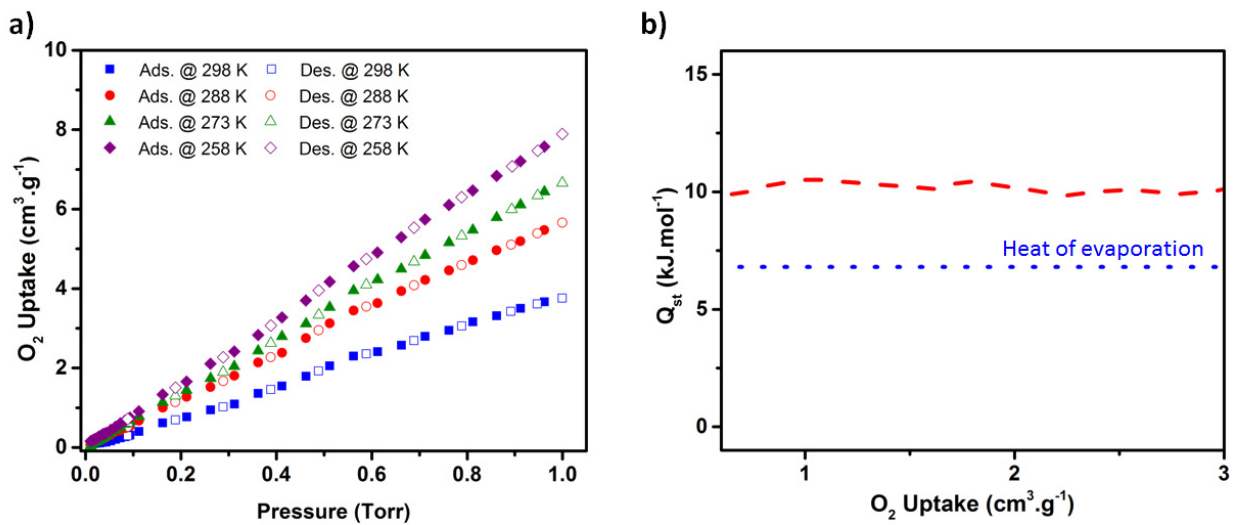 a)
10
8
6
4
2
0
O₂ Uptake (cm³.g⁻¹)
Ads. @ 298 K Des. @ 298 K
Ads. @ 288 K Des. @ 288 K
Ads. @ 273 K Des. @ 273 K
Ads. @ 258 K Des. @ 258 K
0.0 0.2 0.4 0.6 0.8 1.0
Pressure (Torr)
b)
15
10
5
0
Qst (kJ.mol⁻¹)
Heat of evaporation
1 2 3
O₂ Uptake (cm³.g⁻¹)